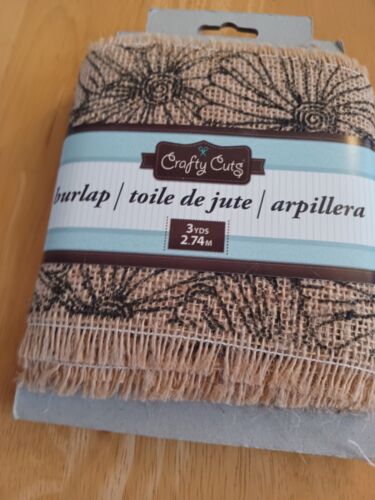 Crafty Cuts
burlap | toile de jute | arpillera
3 YDS
2.74 M